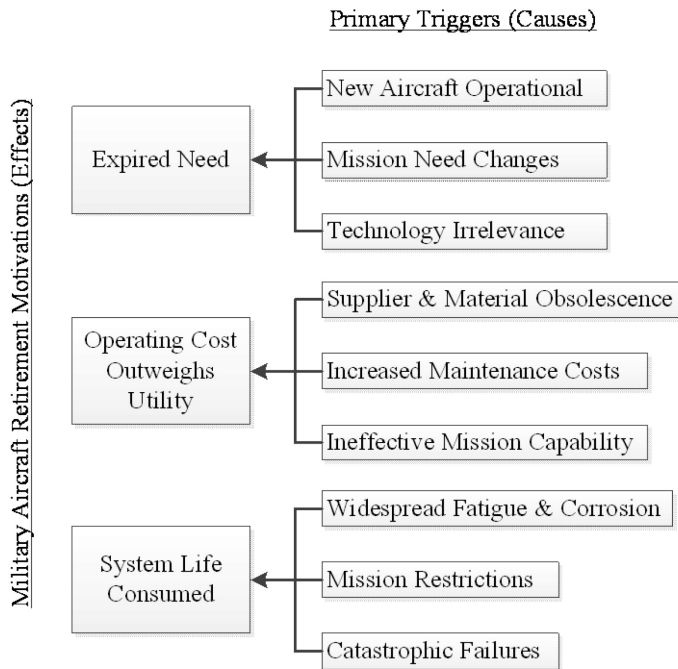 Primary Triggers (Causes)
Military Aircraft Retirement Motivations (Effects)
Expired Need
New Aircraft Operational
Mission Need Changes
Technology Irrelevance
Operating Cost
Outweighs
Utility
Supplier & Material Obsolescence
Increased Maintenance Costs
Ineffective Mission Capability
System Life
Consumed
Widespread Fatigue & Corrosion
Mission Restrictions
Catastrophic Failures